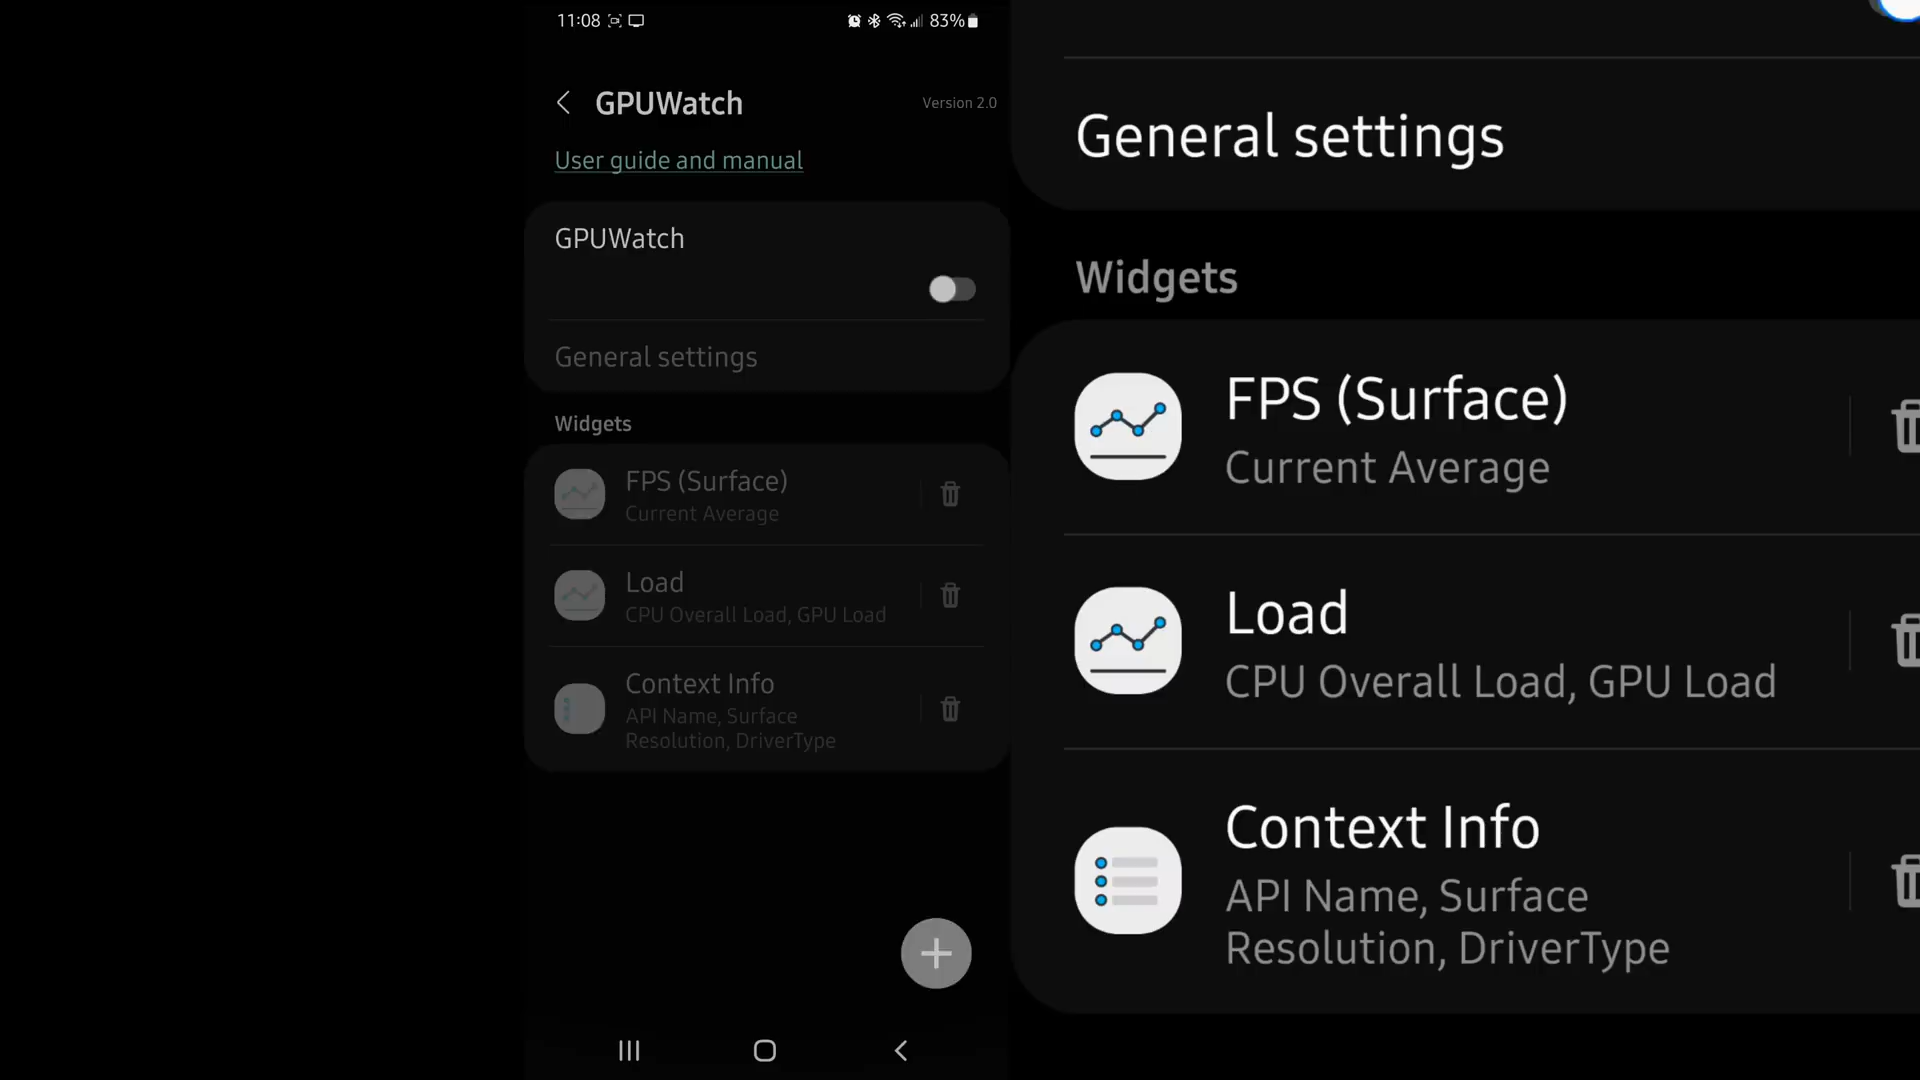 11:08
83%
GPUWatch
Version 2.0
User guide and manual
GPUWatch
General settings
Widgets
FPS (Surface)
Current Average
Load
CPU Overall Load, GPU Load
Context Info
API Name, Surface
Resolution, DriverType
General settings
Widgets
FPS (Surface)
Current Average
Load
CPU Overall Load, GPU Load
Context Info
API Name, Surface
Resolution, DriverType